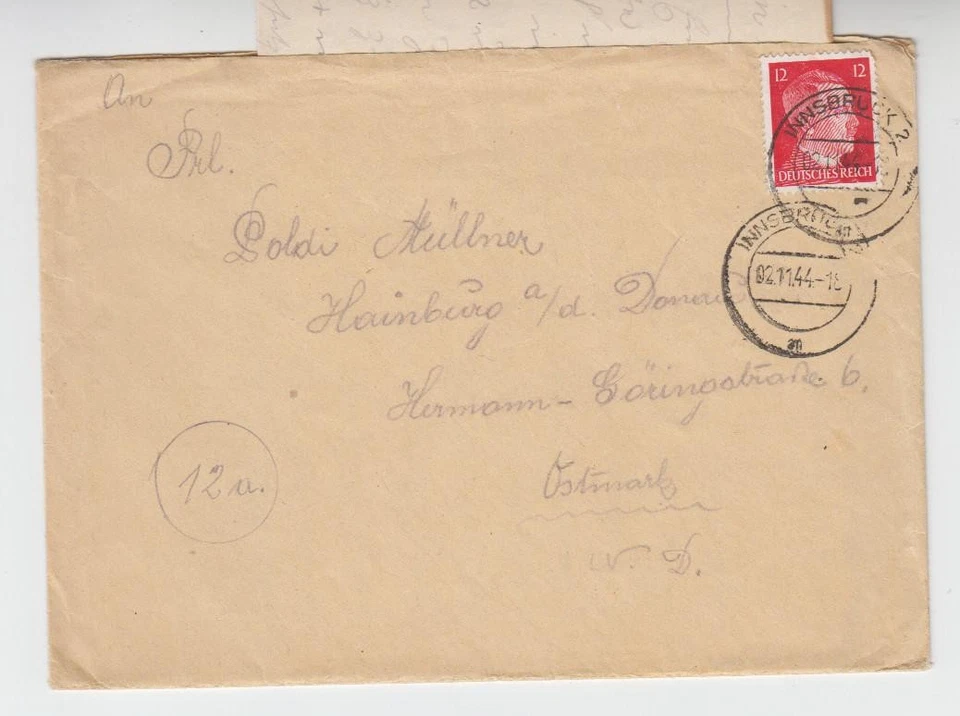 An
Frl.
Poldi Müllner
Hainburg a/d. Donau
Hermann-Göringstraße 6.
Ostmark
N. D.
12a.
12 12
DEUTSCHES REICH
INNSBRUCK 2
INNSBRUCK
02.11.44.-18